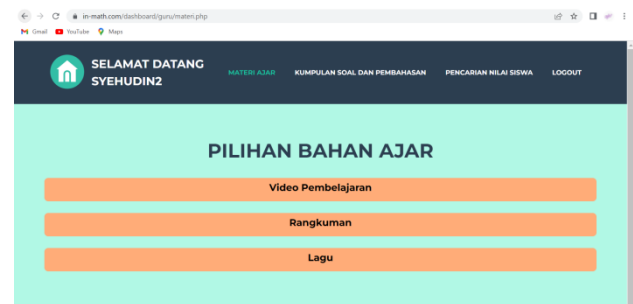 in-math.com/dashboard/guru/materi.php
Gmail YouTube Maps
SELAMAT DATANG
SYEHUDIN2
MATERI AJAR KUMPULAN SOAL DAN PEMBAHASAN PENCARIAN NILAI SISWA LOGOUT
PILIHAN BAHAN AJAR
Video Pembelajaran
Rangkuman
Lagu